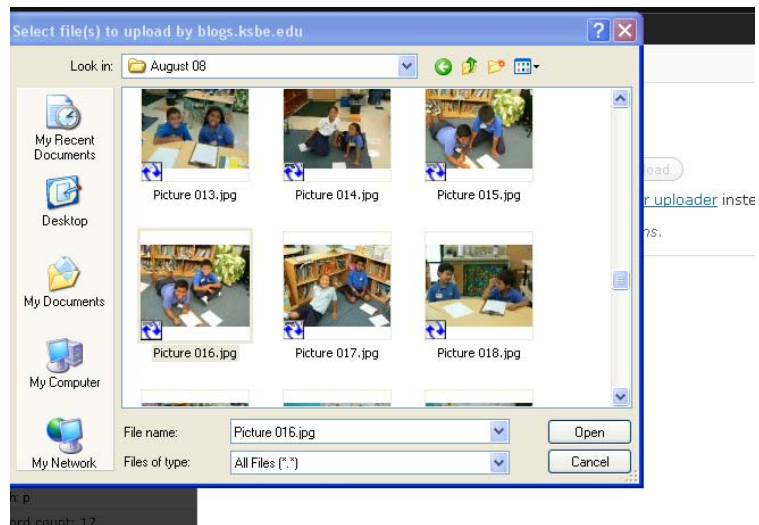 Select file(s) to upload by blogs.ksbe.edu
Look in: August 08
My Recent Documents
Desktop
My Documents
My Computer
My Network
Picture 013.jpg Picture 014.jpg Picture 015.jpg
Picture 016.jpg Picture 017.jpg Picture 018.jpg
File name: Picture 016.jpg Open
Files of type: All Files (*.*) Cancel
oad
r uploader inste
ns.
h: p
ord count: 17